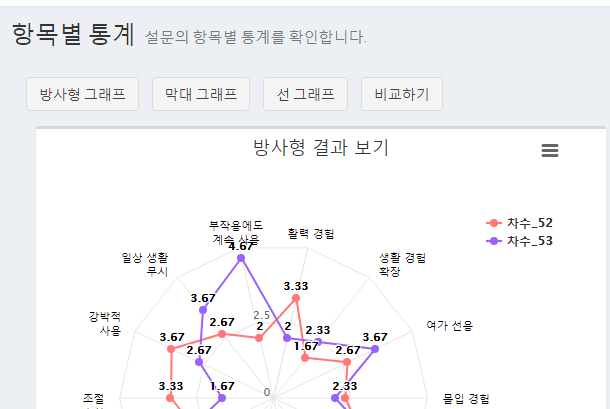 항목별 통계 설문의 항목별 통계를 확인합니다.
방사형 그래프 막대 그래프 선 그래프 비교하기
방사형 결과 보기
차수_52
차수_53
부작용에도
계속 사용
활력 경험
4.67
일상 생활
무시
생활 경험
확장
3.33
3.67
2.5
강박적
사용
여가 선용
2.67
2
2
2.33
3.67
3.67
2.67
1.67
2.67
조절
3.33
1.67
0
2.33
몰입 경험